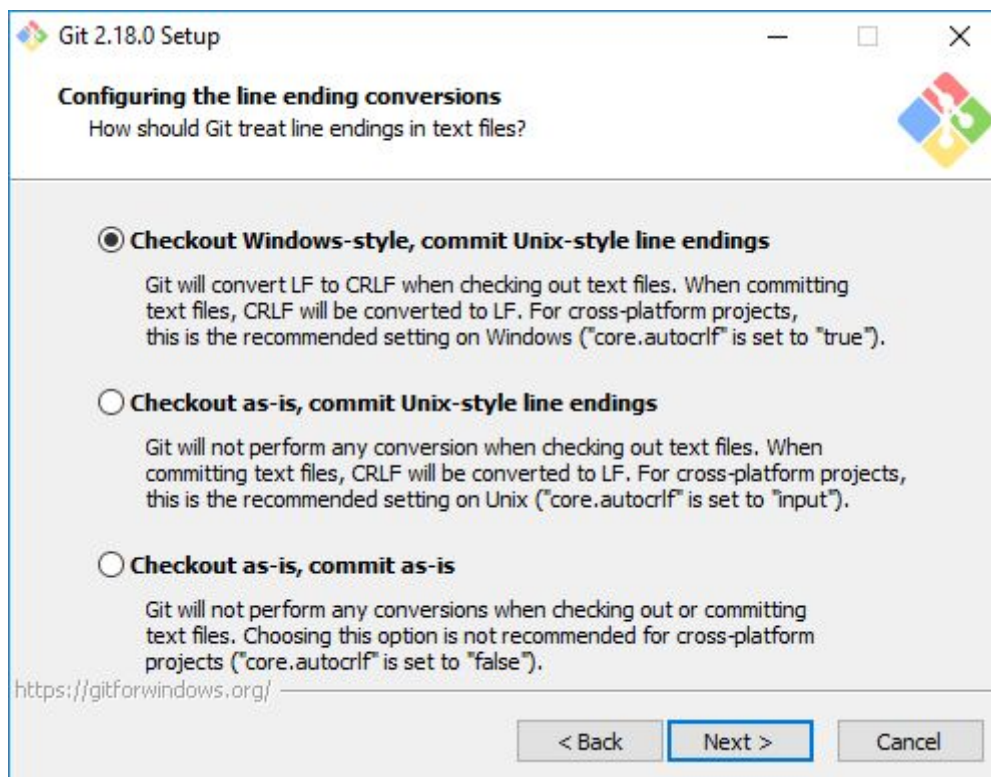 Git 2.18.0 Setup
Configuring the line ending conversions
How should Git treat line endings in text files?
Checkout Windows-style, commit Unix-style line endings
Git will convert LF to CRLF when checking out text files. When committing
text files, CRLF will be converted to LF. For cross-platform projects,
this is the recommended setting on Windows ("core.autocrlf" is set to "true").
Checkout as-is, commit Unix-style line endings
Git will not perform any conversion when checking out text files. When
committing text files, CRLF will be converted to LF. For cross-platform projects,
this is the recommended setting on Unix ("core.autocrlf" is set to "input").
Checkout as-is, commit as-is
Git will not perform any conversions when checking out or committing
text files. Choosing this option is not recommended for cross-platform
projects ("core.autocrlf" is set to "false").
https://gitforwindows.org/
< Back Next > Cancel